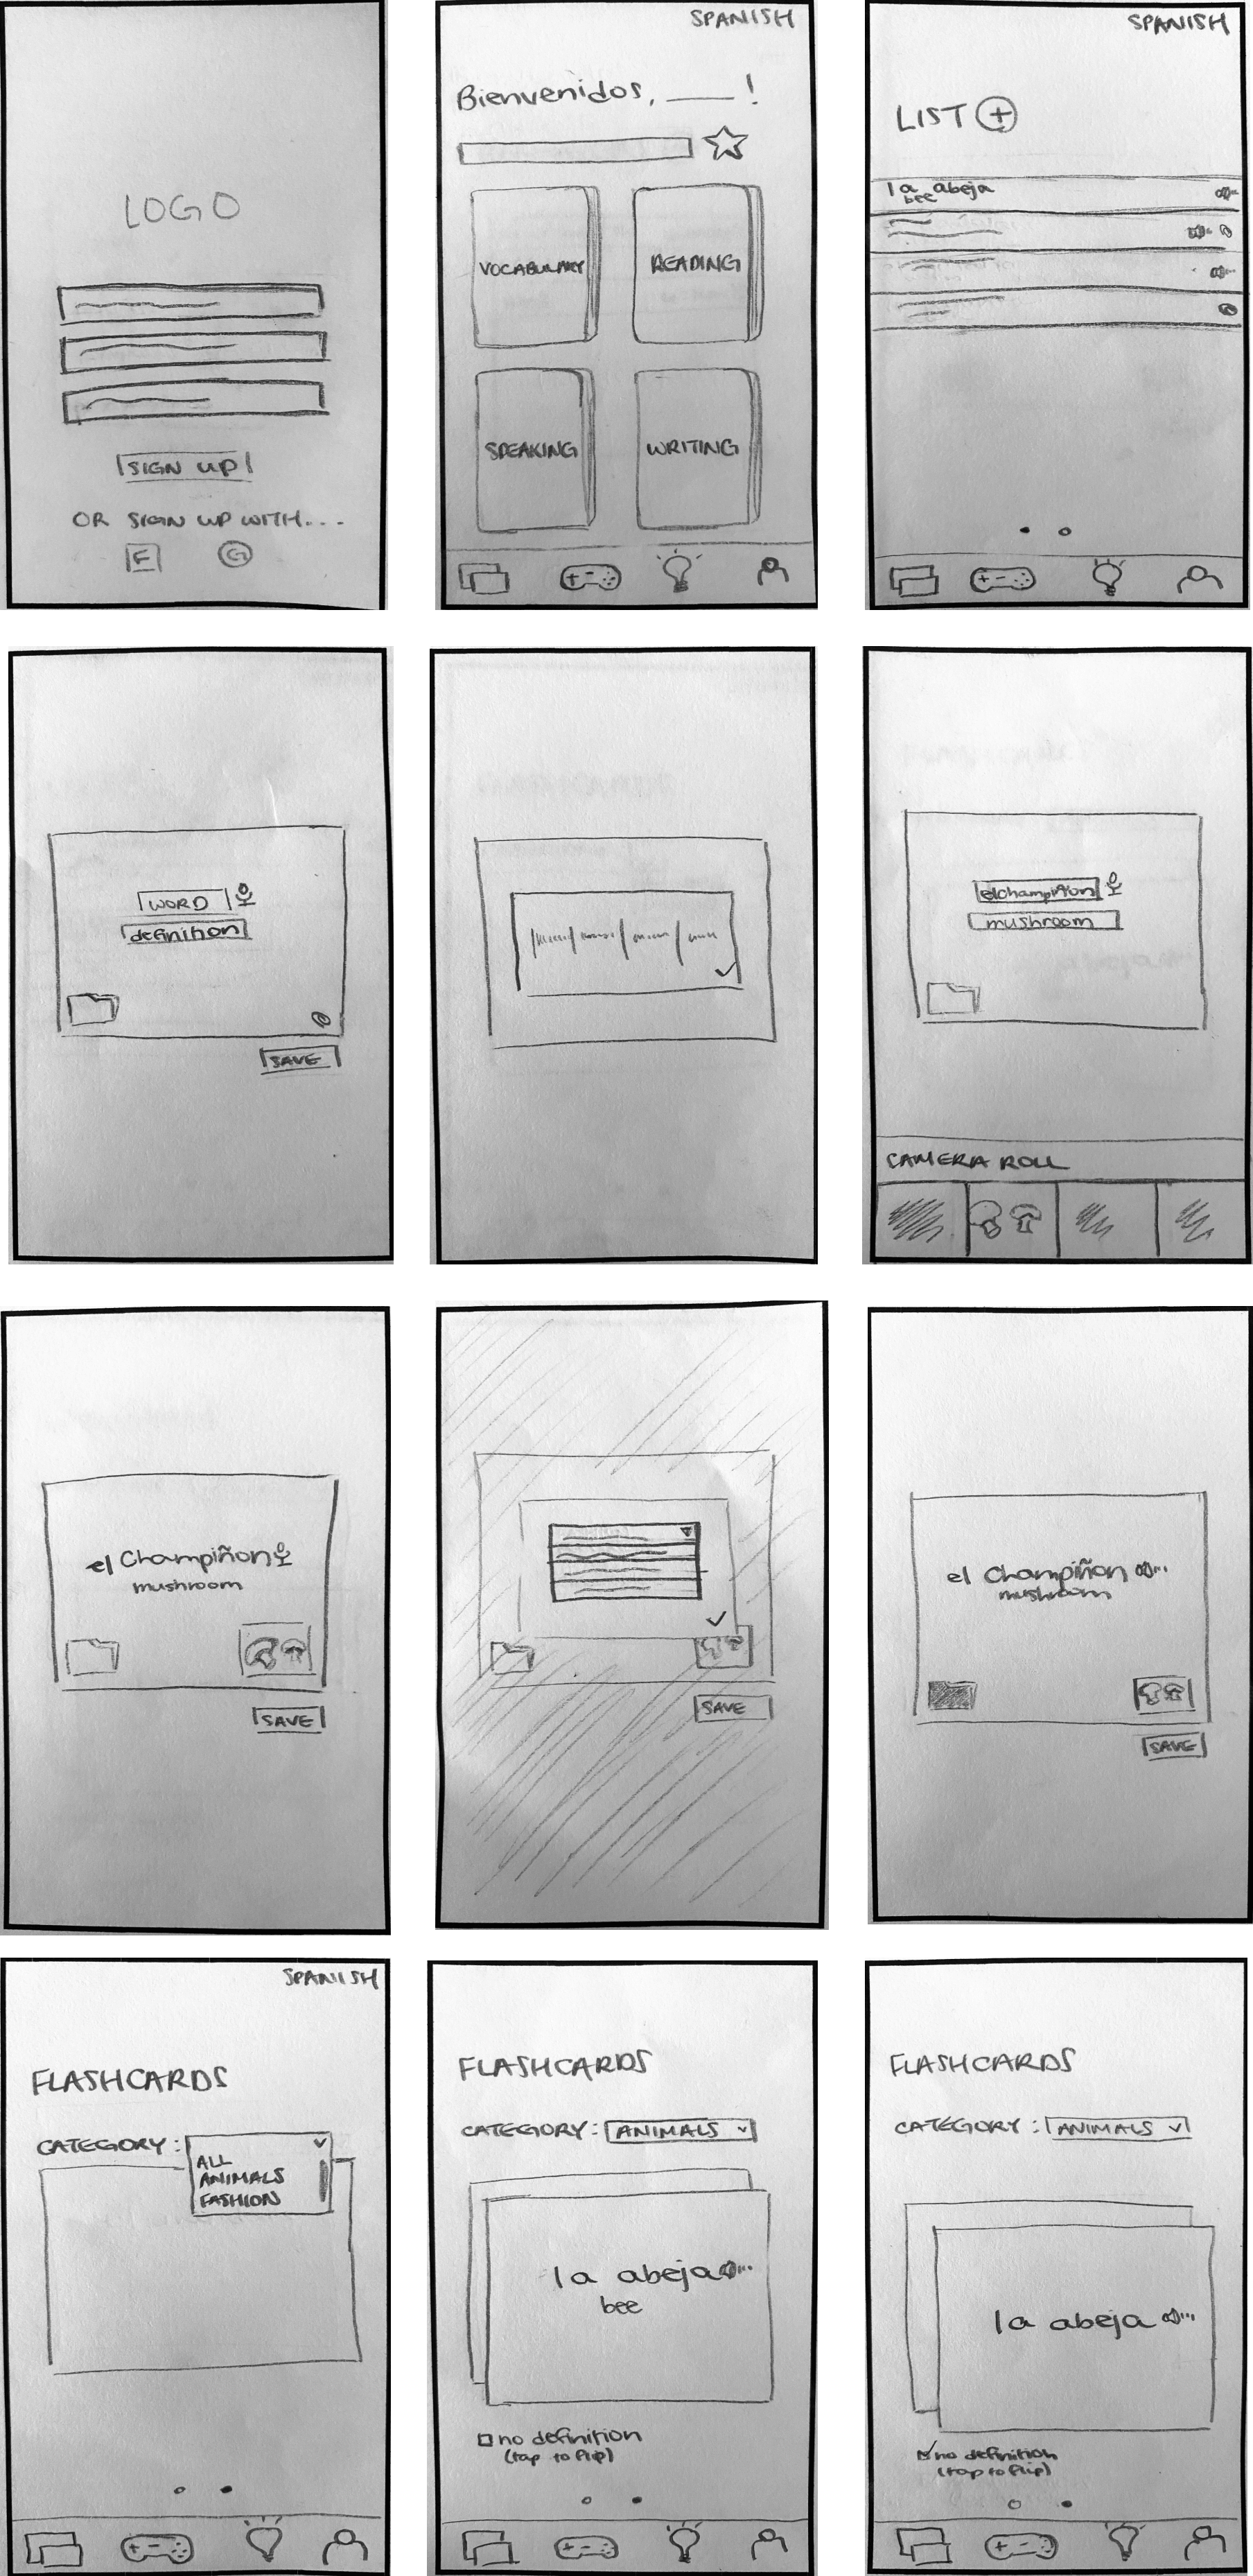 LOGO
SIGN UP
OR SIGN UP WITH...
F G
SPANISH
Bienvenidos, ___!
VOCABULARY
READING
SPEAKING
WRITING
SPANISH
LIST +
la abeja
bee
WORD
definition
SAVE
el champiñon
mushroom
CAMERA ROLL
el Champiñon
mushroom
SAVE
SAVE
el Champiñon
mushroom
SAVE
SPANISH
FLASHCARDS
CATEGORY:
ALL
ANIMALS
FASHION
FLASHCARDS
CATEGORY: ANIMALS
la abeja
bee
no definition
(tap to flip)
FLASHCARDS
CATEGORY: ANIMALS
la abeja
no definition
(tap to flip)